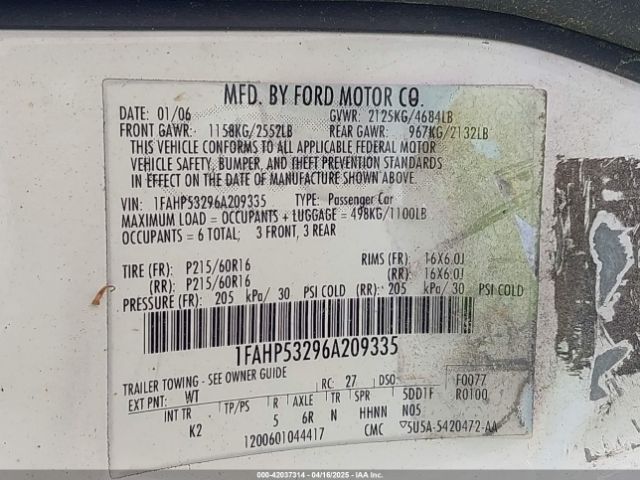 MFD. BY FORD MOTOR CO.
DATE: 01/06 GVWR: 2125KG/4684LB
FRONT GAWR: 1158KG/2552LB REAR GAWR: 967KG/2132LB
THIS VEHICLE CONFORMS TO ALL APPLICABLE FEDERAL MOTOR
VEHICLE SAFETY, BUMPER, AND THEFT PREVENTION STANDARDS
IN EFFECT ON THE DATE OF MANUFACTURE SHOWN ABOVE.
VIN: 1FAHP53296A209335 TYPE: Passenger Car
MAXIMUM LOAD = OCCUPANTS + LUGGAGE = 498KG/1100LB
OCCUPANTS = 6 TOTAL: 3 FRONT, 3 REAR
TIRE (FR): P215/60R16 RIMS (FR): 16X6.0J
(RR): P215/60R16 (RR): 16X6.0J
PRESSURE (FR): 205 kPa/ 30 PSI COLD (RR): 205 kPa/ 30 PSI COLD
1FAHP53296A209335
TRAILER TOWING - SEE OWNER GUIDE
EXT PNT: WT RC: 27 DSO: F0077
R0100
INT TR TP/PS R AXLE TR SPR 5DD1F
K2 5 6R N HHNN N05
1200601044417 CMC 5U5A-5420472-AA
00-42037314 - 04/16/2025 - IAAI.CA